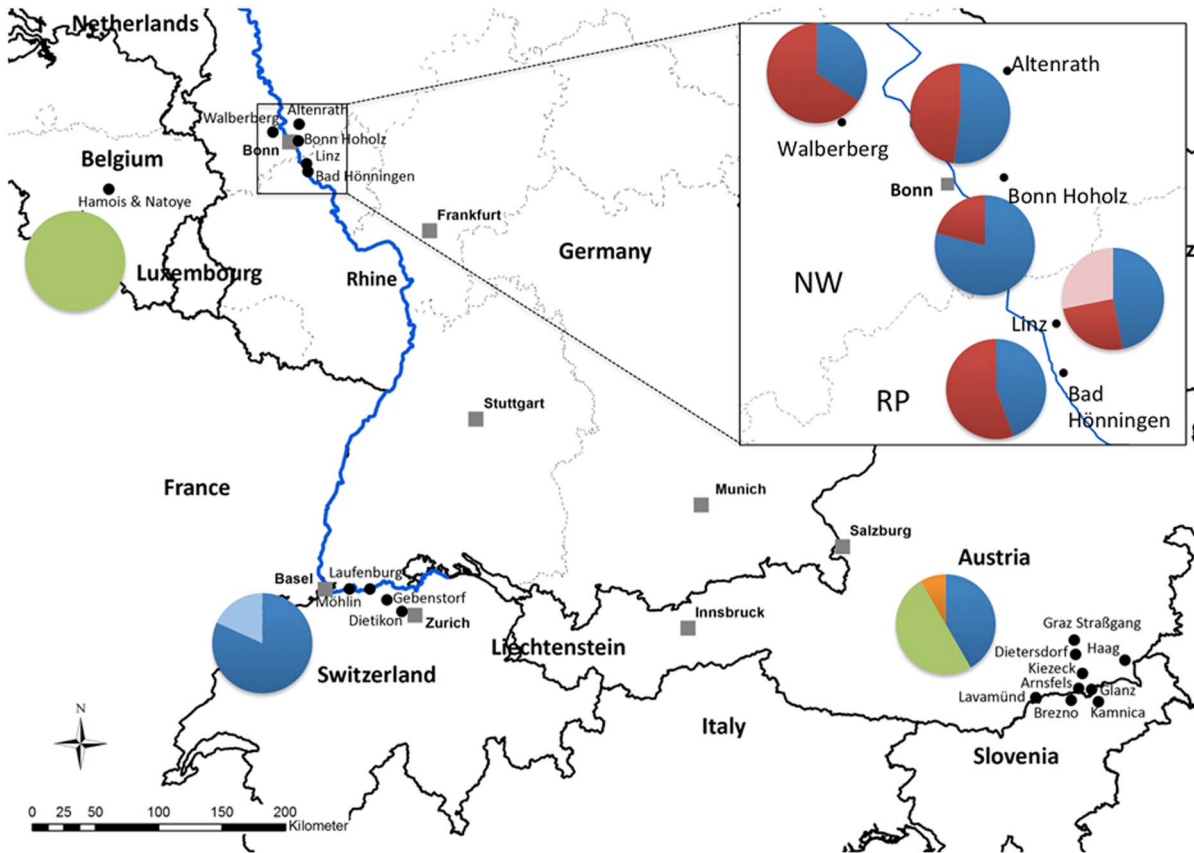 Netherlands
Altenrath
Walberberg
Bonn Hoholz
Bonn
Linz
Bad Hönningen
Belgium
Hamois & Natoye
Frankfurt
Germany
Luxembourg
Rhine
Stuttgart
France
Munich
Salzburg
Basel
Laufenburg
Möhlin
Gebenstorf
Dietikon
Zurich
Innsbruck
Liechtenstein
Switzerland
Austria
Graz Straßgang
Dietersdorf
Haag
Kiezeck
Arnsfels
Glanz
Lavamünd
Brezno
Kamnica
Italy
Slovenia
N
0 25 50 100 150 200
Kilometer
Altenrath
Walberberg
Bonn
Bonn Hoholz
NW
Linz
RP
Bad
Hönningen